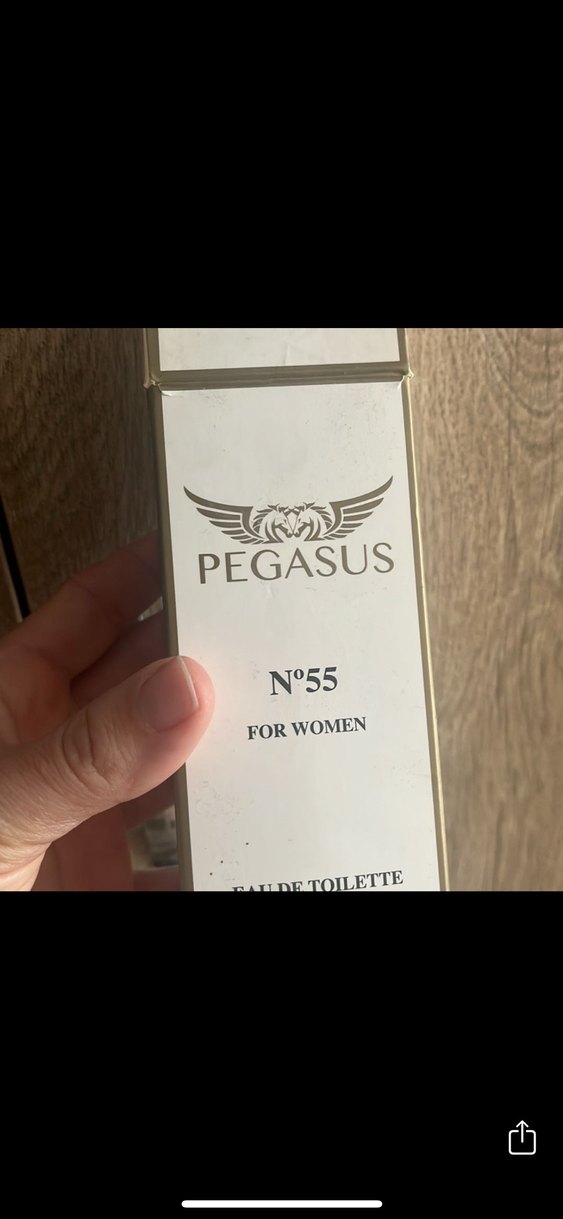 PEGASUS
Nº55
FOR WOMEN
EAU DE TOILETTE